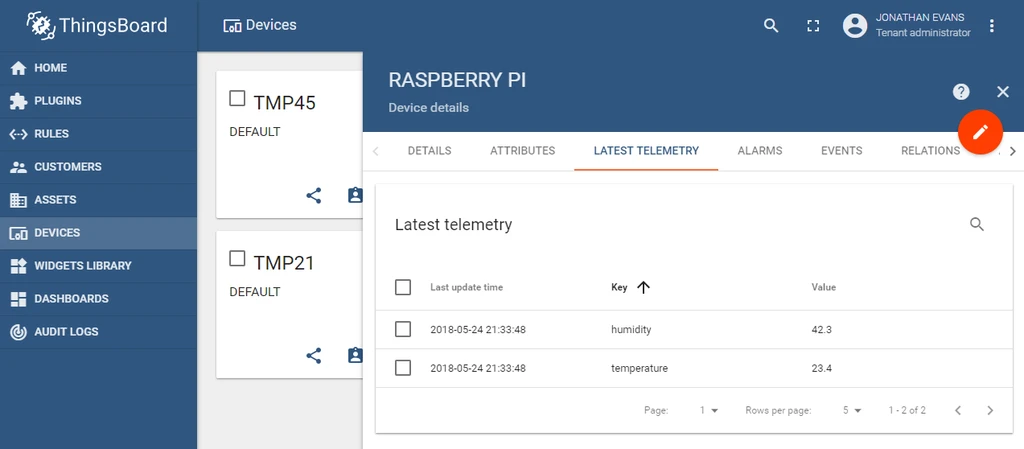 ThingsBoard
Devices
JONATHAN EVANS
Tenant administrator
HOME
PLUGINS
RULES
CUSTOMERS
ASSETS
DEVICES
WIDGETS LIBRARY
DASHBOARDS
AUDIT LOGS
TMP45
DEFAULT
TMP21
DEFAULT
RASPBERRY PI
Device details
DETAILS ATTRIBUTES LATEST TELEMETRY ALARMS EVENTS RELATIONS
Latest telemetry
Last update time Key Value
2018-05-24 21:33:48 humidity 42.3
2018-05-24 21:33:48 temperature 23.4
Page: 1 Rows per page: 5 1 - 2 of 2